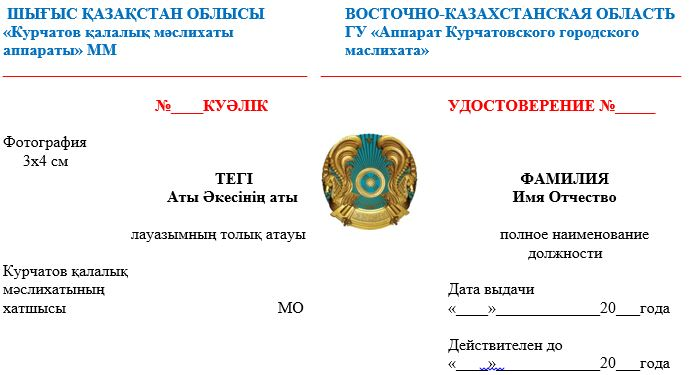 ШЫҒЫС ҚАЗАҚСТАН ОБЛЫСЫ
«Курчатов қалалық мәслихаты
аппараты» ММ
№____КУӘЛІК
Фотография
3х4 см
ТЕГІ
Аты Әкесінің аты
лауазымның толық атауы
Курчатов қалалық
мәслихатының
хатшысы МО
ВОСТОЧНО-КАЗАХСТАНСКАЯ ОБЛАСТЬ
ГУ «Аппарат Курчатовского городского
маслихата»
УДОСТОВЕРЕНИЕ №_____
ФАМИЛИЯ
Имя Отчество
полное наименование
должности
Дата выдачи
«____»_____________20___года
Действителен до
«____»_____________20___года